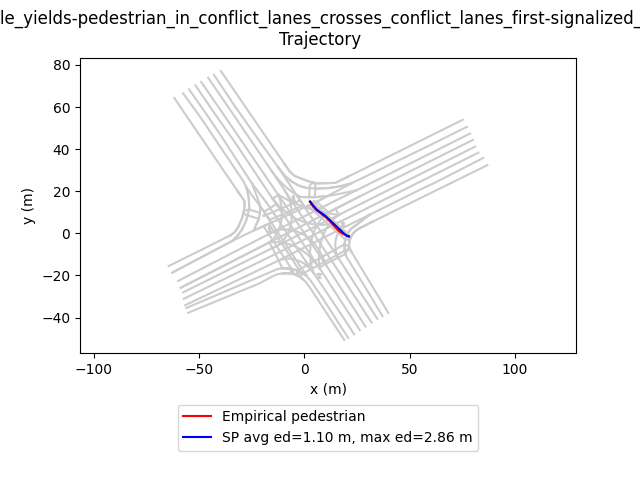 le_yields-pedestrian_in_conflict_lanes_crosses_conflict_lanes_first-signalized_
Trajectory
80
60
40
20
0
−20
−40
y (m)
−100
−50
0
50
100
x (m)
Empirical pedestrian
SP avg ed=1.10 m, max ed=2.86 m